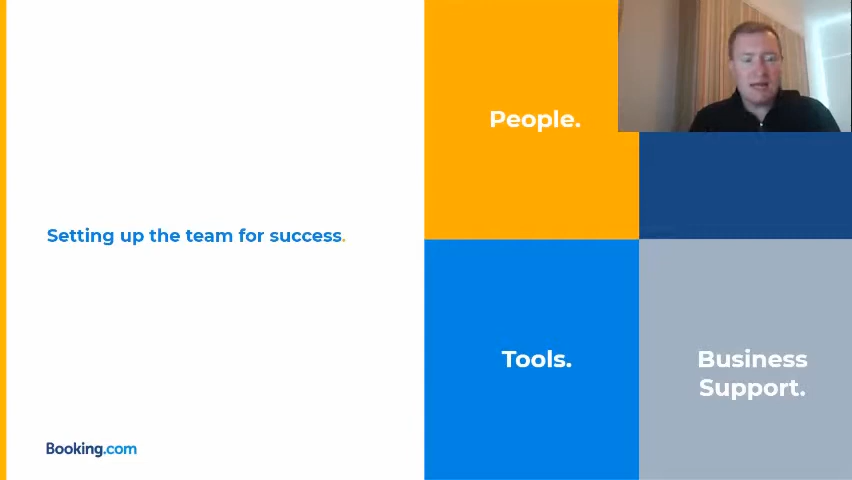 People.
Setting up the team for success.
Tools.
Business
Support.
Booking.com